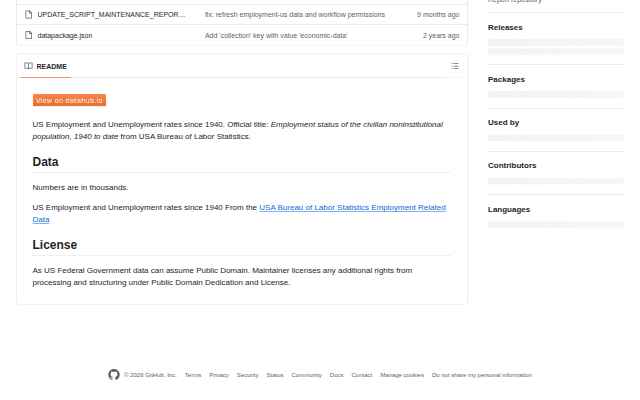 Report repository
UPDATE_SCRIPT_MAINTENANCE_REPOR... fix: refresh employment-us data and workflow permissions 9 months ago
datapackage.json Add 'collection' key with value 'economic-data' 2 years ago
README
View on datahub.io
US Employment and Unemployment rates since 1940. Official title: Employment status of the civilian noninstitutional
population, 1940 to date from USA Bureau of Labor Statistics.
Data
Numbers are in thousands.
US Employment and Unemployment rates since 1940 From the USA Bureau of Labor Statistics Employment Related
Data
License
As US Federal Government data can assume Public Domain. Maintainer licenses any additional rights from
processing and structuring under Public Domain Dedication and License.
Releases
Packages
Used by
Contributors
Languages
© 2026 GitHub, Inc. Terms Privacy Security Status Community Docs Contact Manage cookies Do not share my personal information